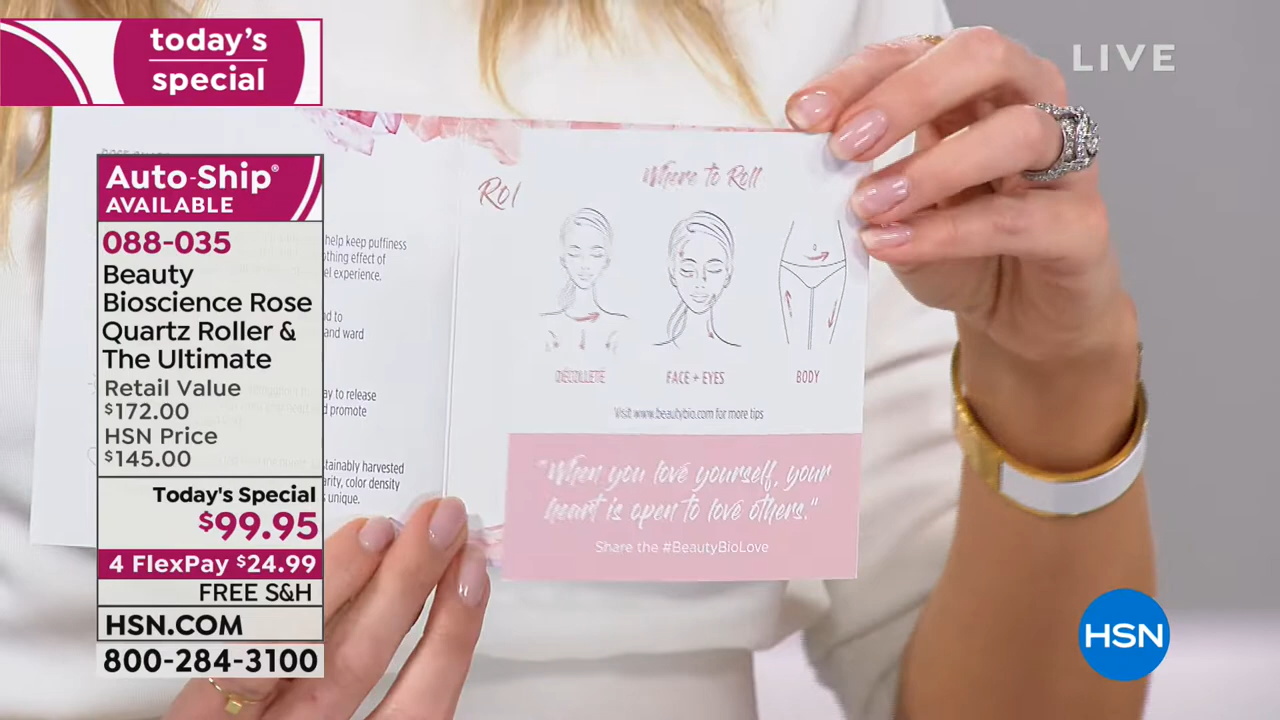 today's
special
LIVE
Auto-Ship®
AVAILABLE
088-035
Beauty
Bioscience Rose
Quartz Roller &
The Ultimate
Retail Value
$172.00
HSN Price
$145.00
Today's Special
$99.95
4 FlexPay $24.99
FREE S&H
HSN.COM
800-284-3100
help keep puffiness
effect of
experience.
to
and ward
to release
promote
harvested
color density
unique.
Where to Roll
DÉCOLLETÉ
FACE + EYES
BODY
Visit www.beautybio.com for more tips
"When you love yourself, your
heart is open to love others."
Share the #BeautyBioLove
HSN